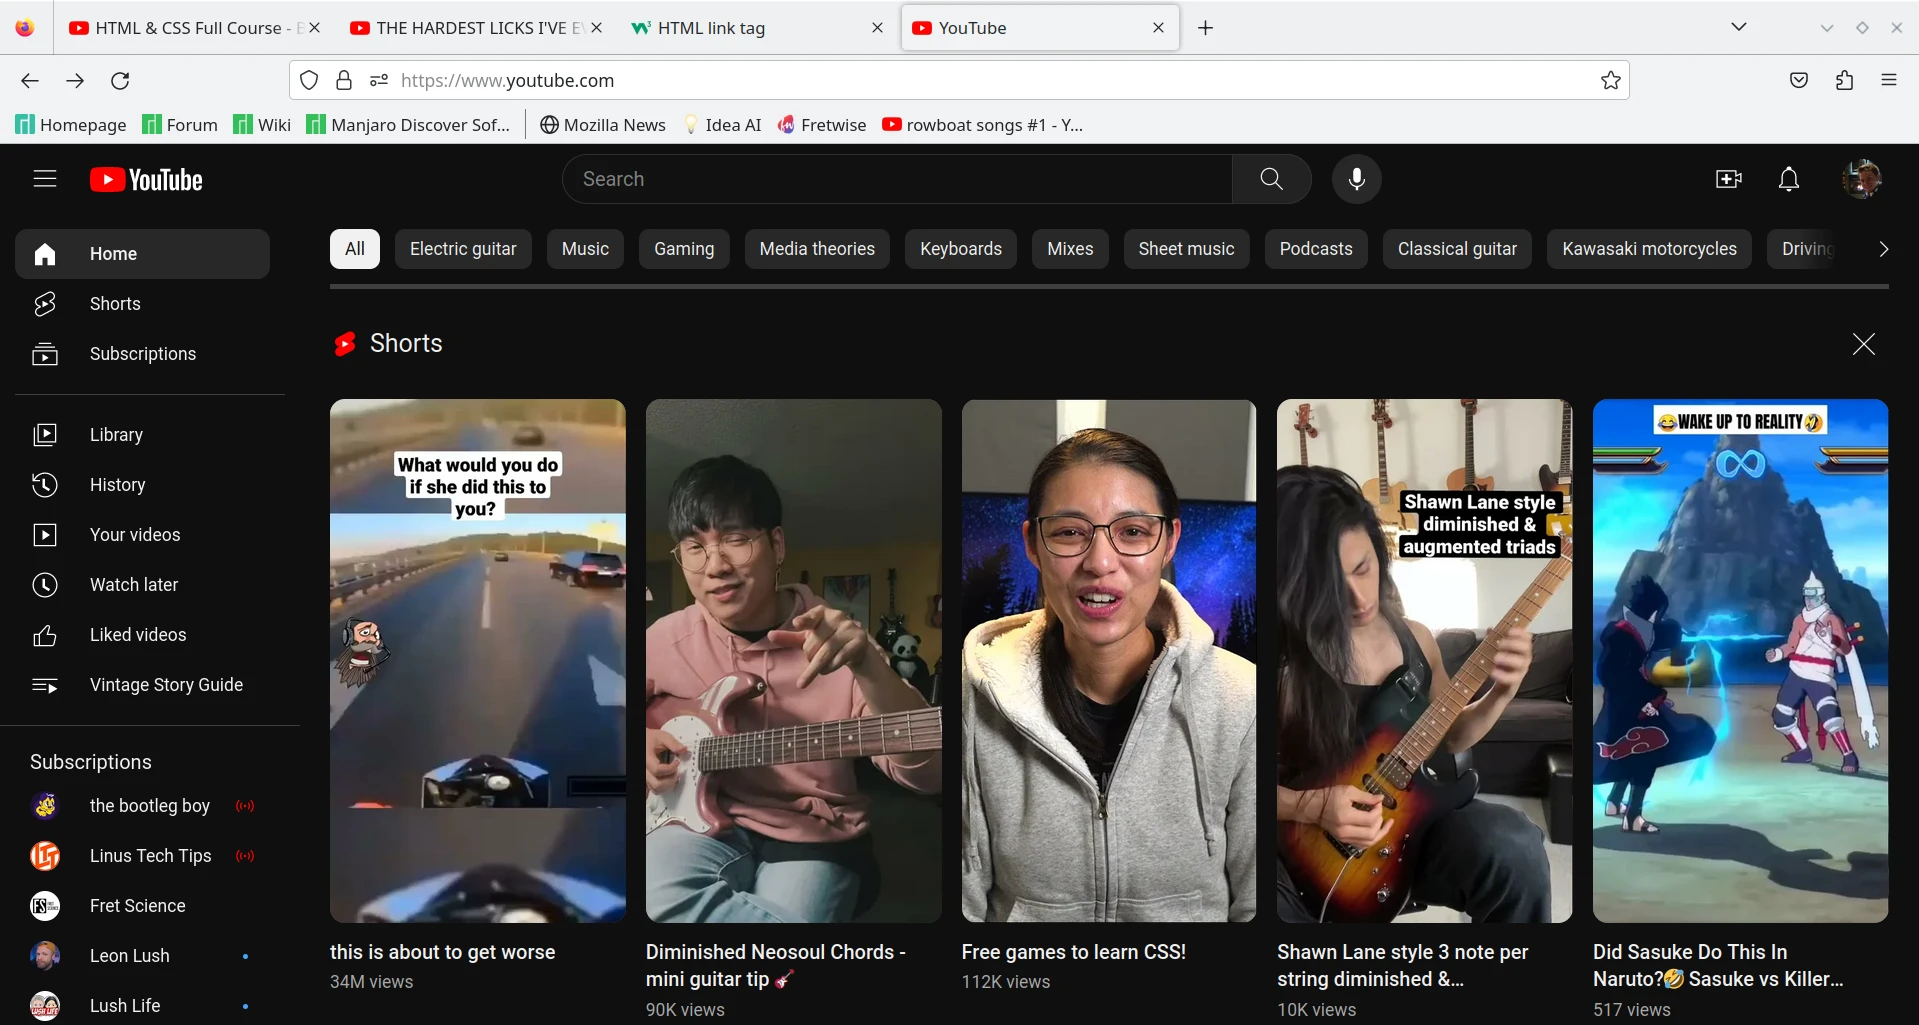 HTML & CSS Full Course - B
THE HARDEST LICKS I'VE EV
HTML link tag
YouTube
https://www.youtube.com
Homepage
Forum
Wiki
Manjaro Discover Sof...
Mozilla News
Idea AI
Fretwise
rowboat songs #1 - Y...
YouTube
Search
Home
Shorts
Subscriptions
Library
History
Your videos
Watch later
Liked videos
Vintage Story Guide
Subscriptions
the bootleg boy
Linus Tech Tips
Fret Science
Leon Lush
Lush Life
All
Electric guitar
Music
Gaming
Media theories
Keyboards
Mixes
Sheet music
Podcasts
Classical guitar
Kawasaki motorcycles
Driving
Shorts
What would you do
if she did this to
you?
this is about to get worse
34M views
Diminished Neosoul Chords -
mini guitar tip 🎸
90K views
Free games to learn CSS!
112K views
Shawn Lane style
diminished &
augmented triads
Shawn Lane style 3 note per
string diminished &...
10K views
😂WAKE UP TO REALITY🤣
Did Sasuke Do This In
Naruto?🤣 Sasuke vs Killer...
517 views